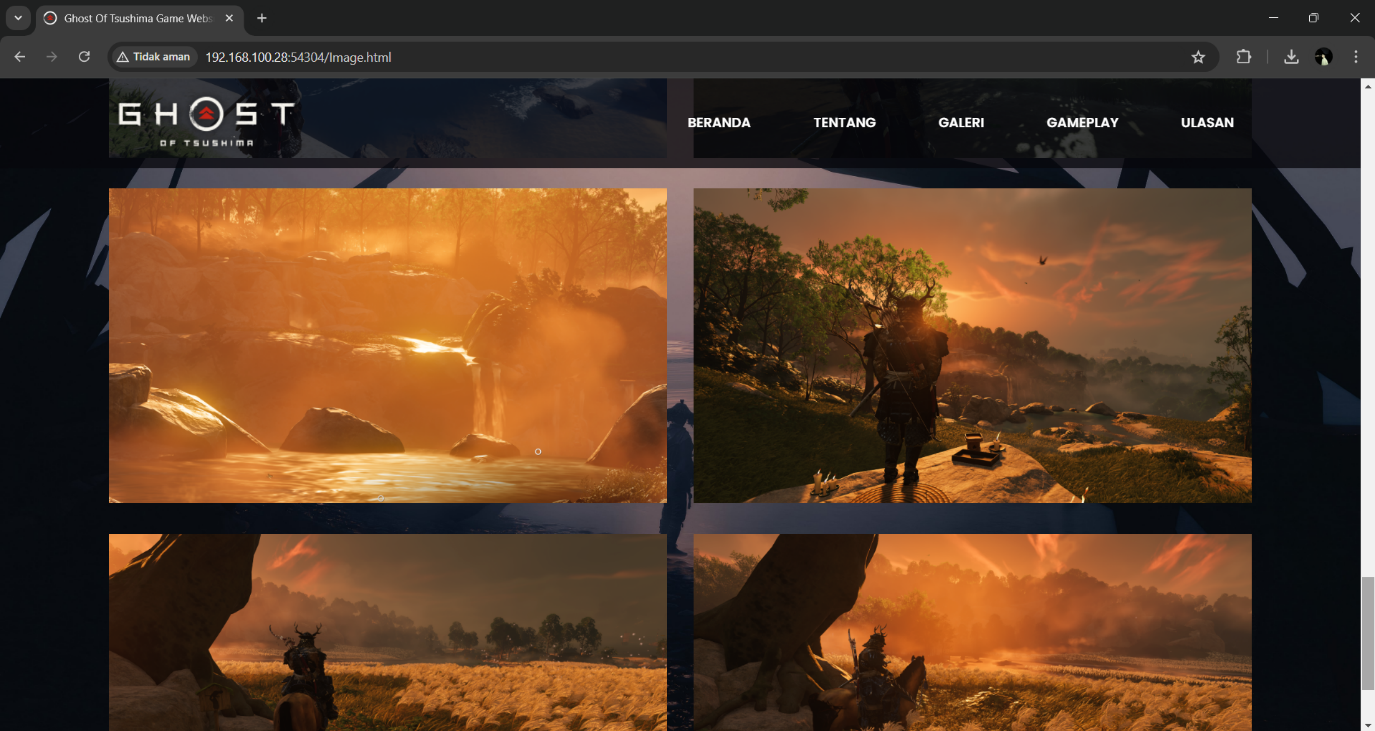 Ghost Of Tsushima Game Webs
Tidak aman
192.168.100.28:54304/Image.html
GHOST
OF TSUSHIMA
BERANDA
TENTANG
GALERI
GAMEPLAY
ULASAN